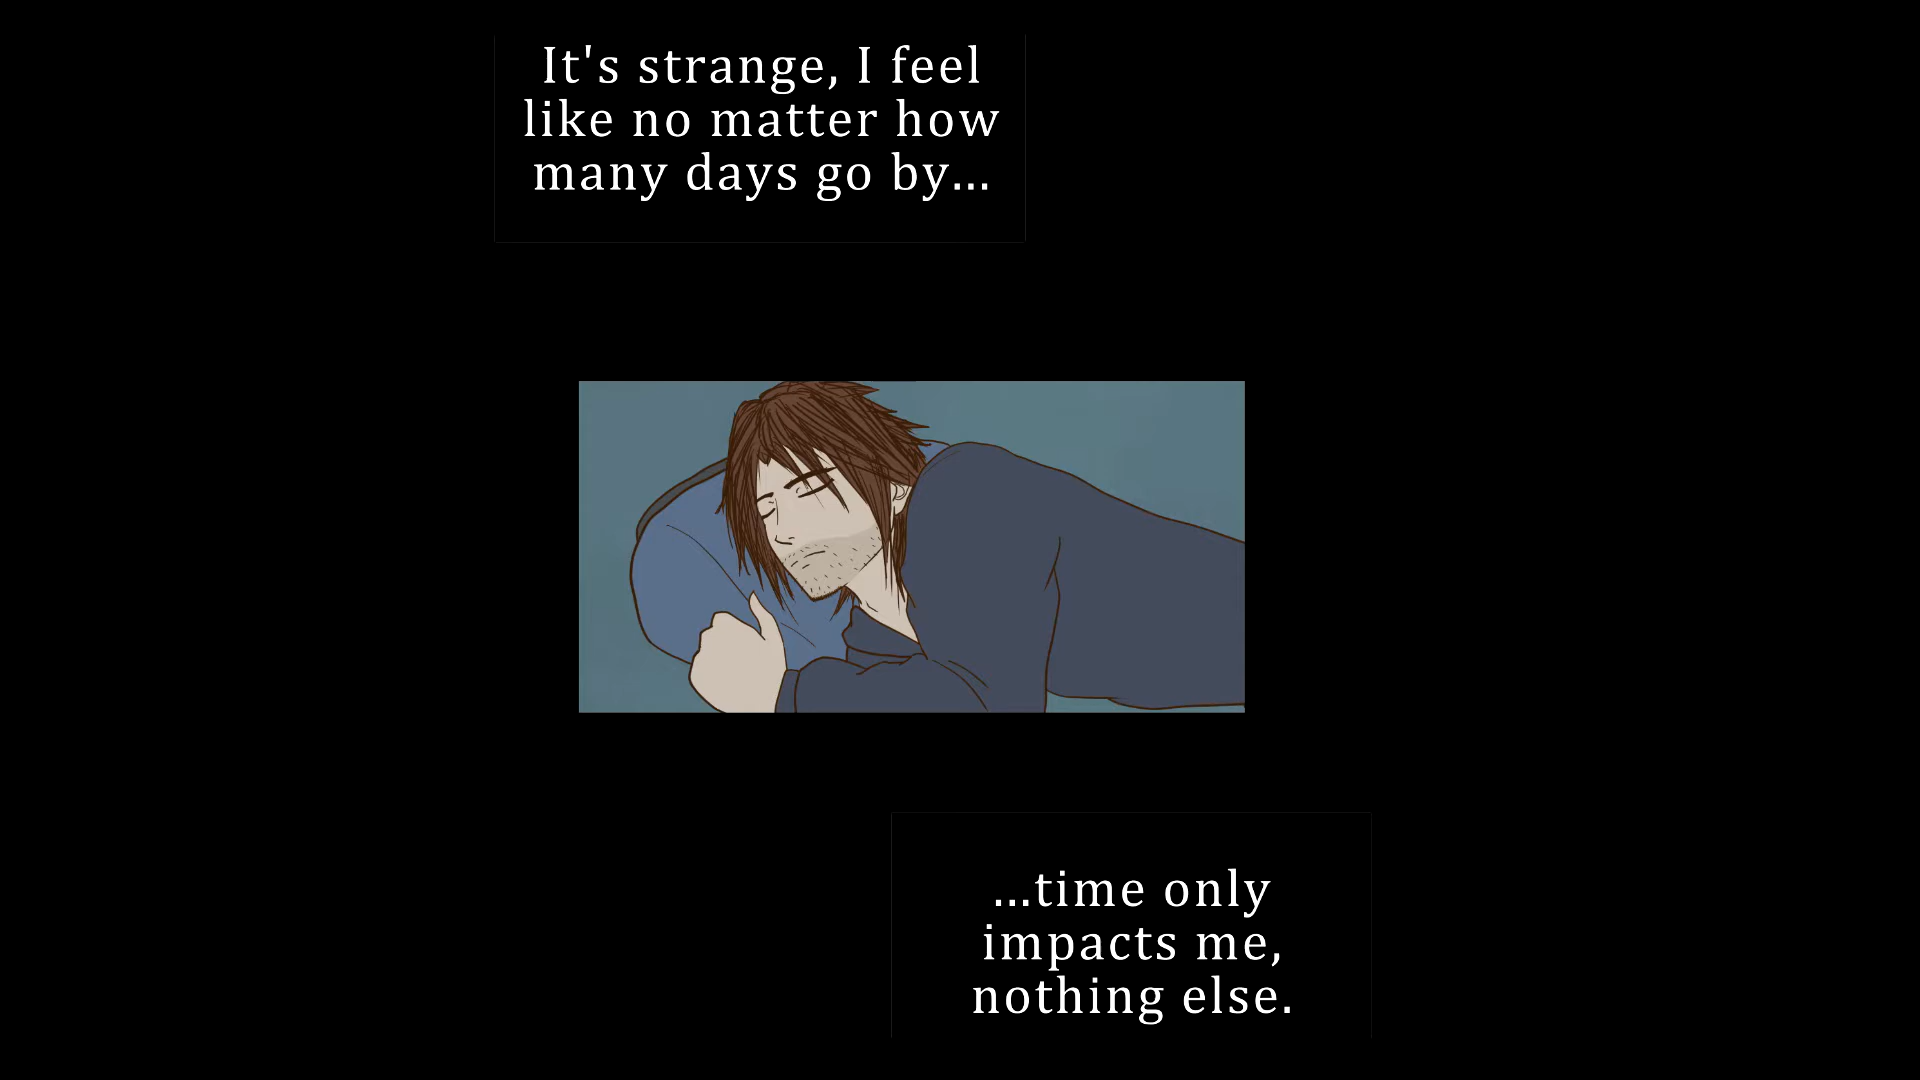 It's strange, I feel
like no matter how
many days go by...
...time only
impacts me,
nothing else.